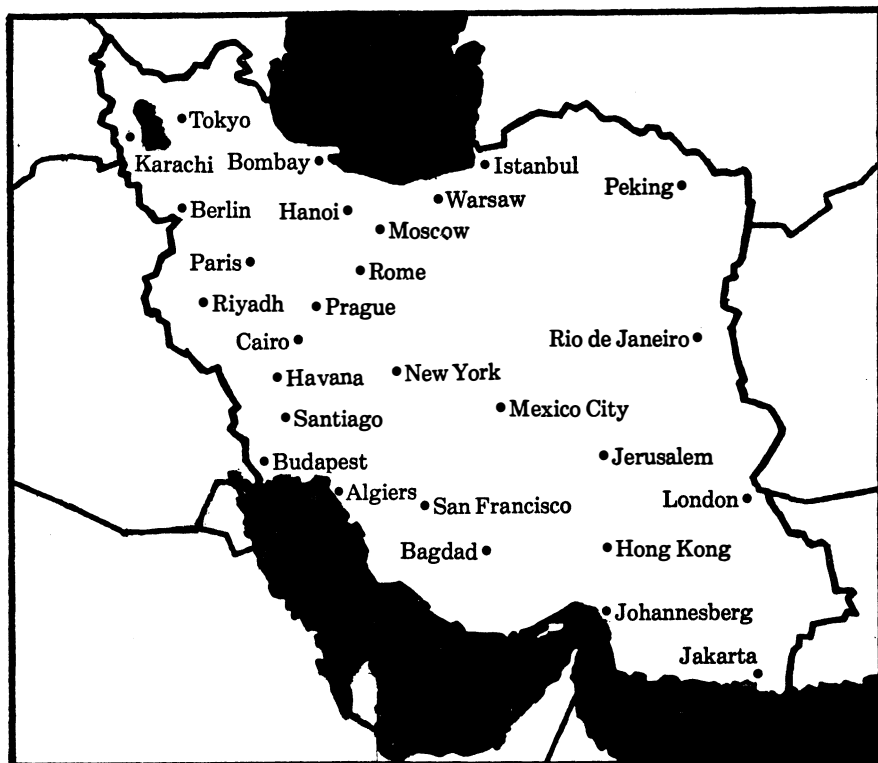 Tokyo
Karachi
Bombay
Istanbul
Peking
Warsaw
Berlin
Hanoi
Moscow
Paris
Rome
Riyadh
Prague
Cairo
Rio de Janeiro
Havana
New York
Mexico City
Santiago
Jerusalem
Budapest
Algiers
London
San Francisco
Bagdad
Hong Kong
Johannesberg
Jakarta